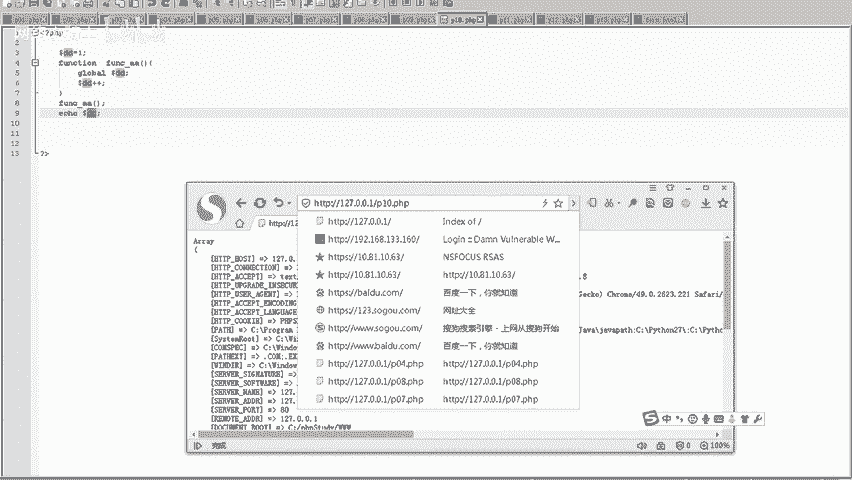 p10.php
1 <?php
2
3 $dd=1;
4 function func_aa(){
5 global $dd;
6 $dd++;
7 }
8 func_aa();
9 echo $dd;
10
11
12
13 ?>
http://127.0.0.1/p10.php
http://127.0.0.1/ Index of /
http://192.168.133.160/ Login :: Damn Vulnerable W...
https://10.81.10.63/ NSFOCUS RSAS
http://10.81.10.63/ http://10.81.10.63/
https://baidu.com/ 百度一下，你就知道
https://123.sogou.com/ 网址大全
http://www.sogou.com/ 搜狗搜索引擎 - 上网从搜狗开始
http://www.baidu.com/ 百度一下，你就知道
http://127.0.0.1/p04.php http://127.0.0.1/p04.php
http://127.0.0.1/p08.php http://127.0.0.1/p08.php
http://127.0.0.1/p07.php http://127.0.0.1/p07.php
Array
(
[HTTP_HOST] => 127.0.
[HTTP_CONNECTION] =>
[HTTP_ACCEPT] => text
[HTTP_UPGRADE_INSECU
[HTTP_USER_AGENT] => Gecko) Chrome/49.0.2623.221 Safari/
[HTTP_ACCEPT_ENCODING
[HTTP_ACCEPT_LANGUAGE
[HTTP_COOKIE] => PHPS
[PATH] => C:\Program Java\javapath;C:\Python27\;C:\Pytho
[SystemRoot] => C:\Win
[COMSPEC] => C:\Window
[PATHEXT] => .COM;.EX
[WINDIR] => C:\Window
[SERVER_SIGNATURE] =>
[SERVER_SOFTWARE] =>
[SERVER_NAME] => 127.
[SERVER_ADDR] => 127.
[SERVER_PORT] => 80
[REMOTE_ADDR] => 127.0.0.1
[DOCUMENT_ROOT] => C:/phpStudy/WWW
完成 0 100%
中